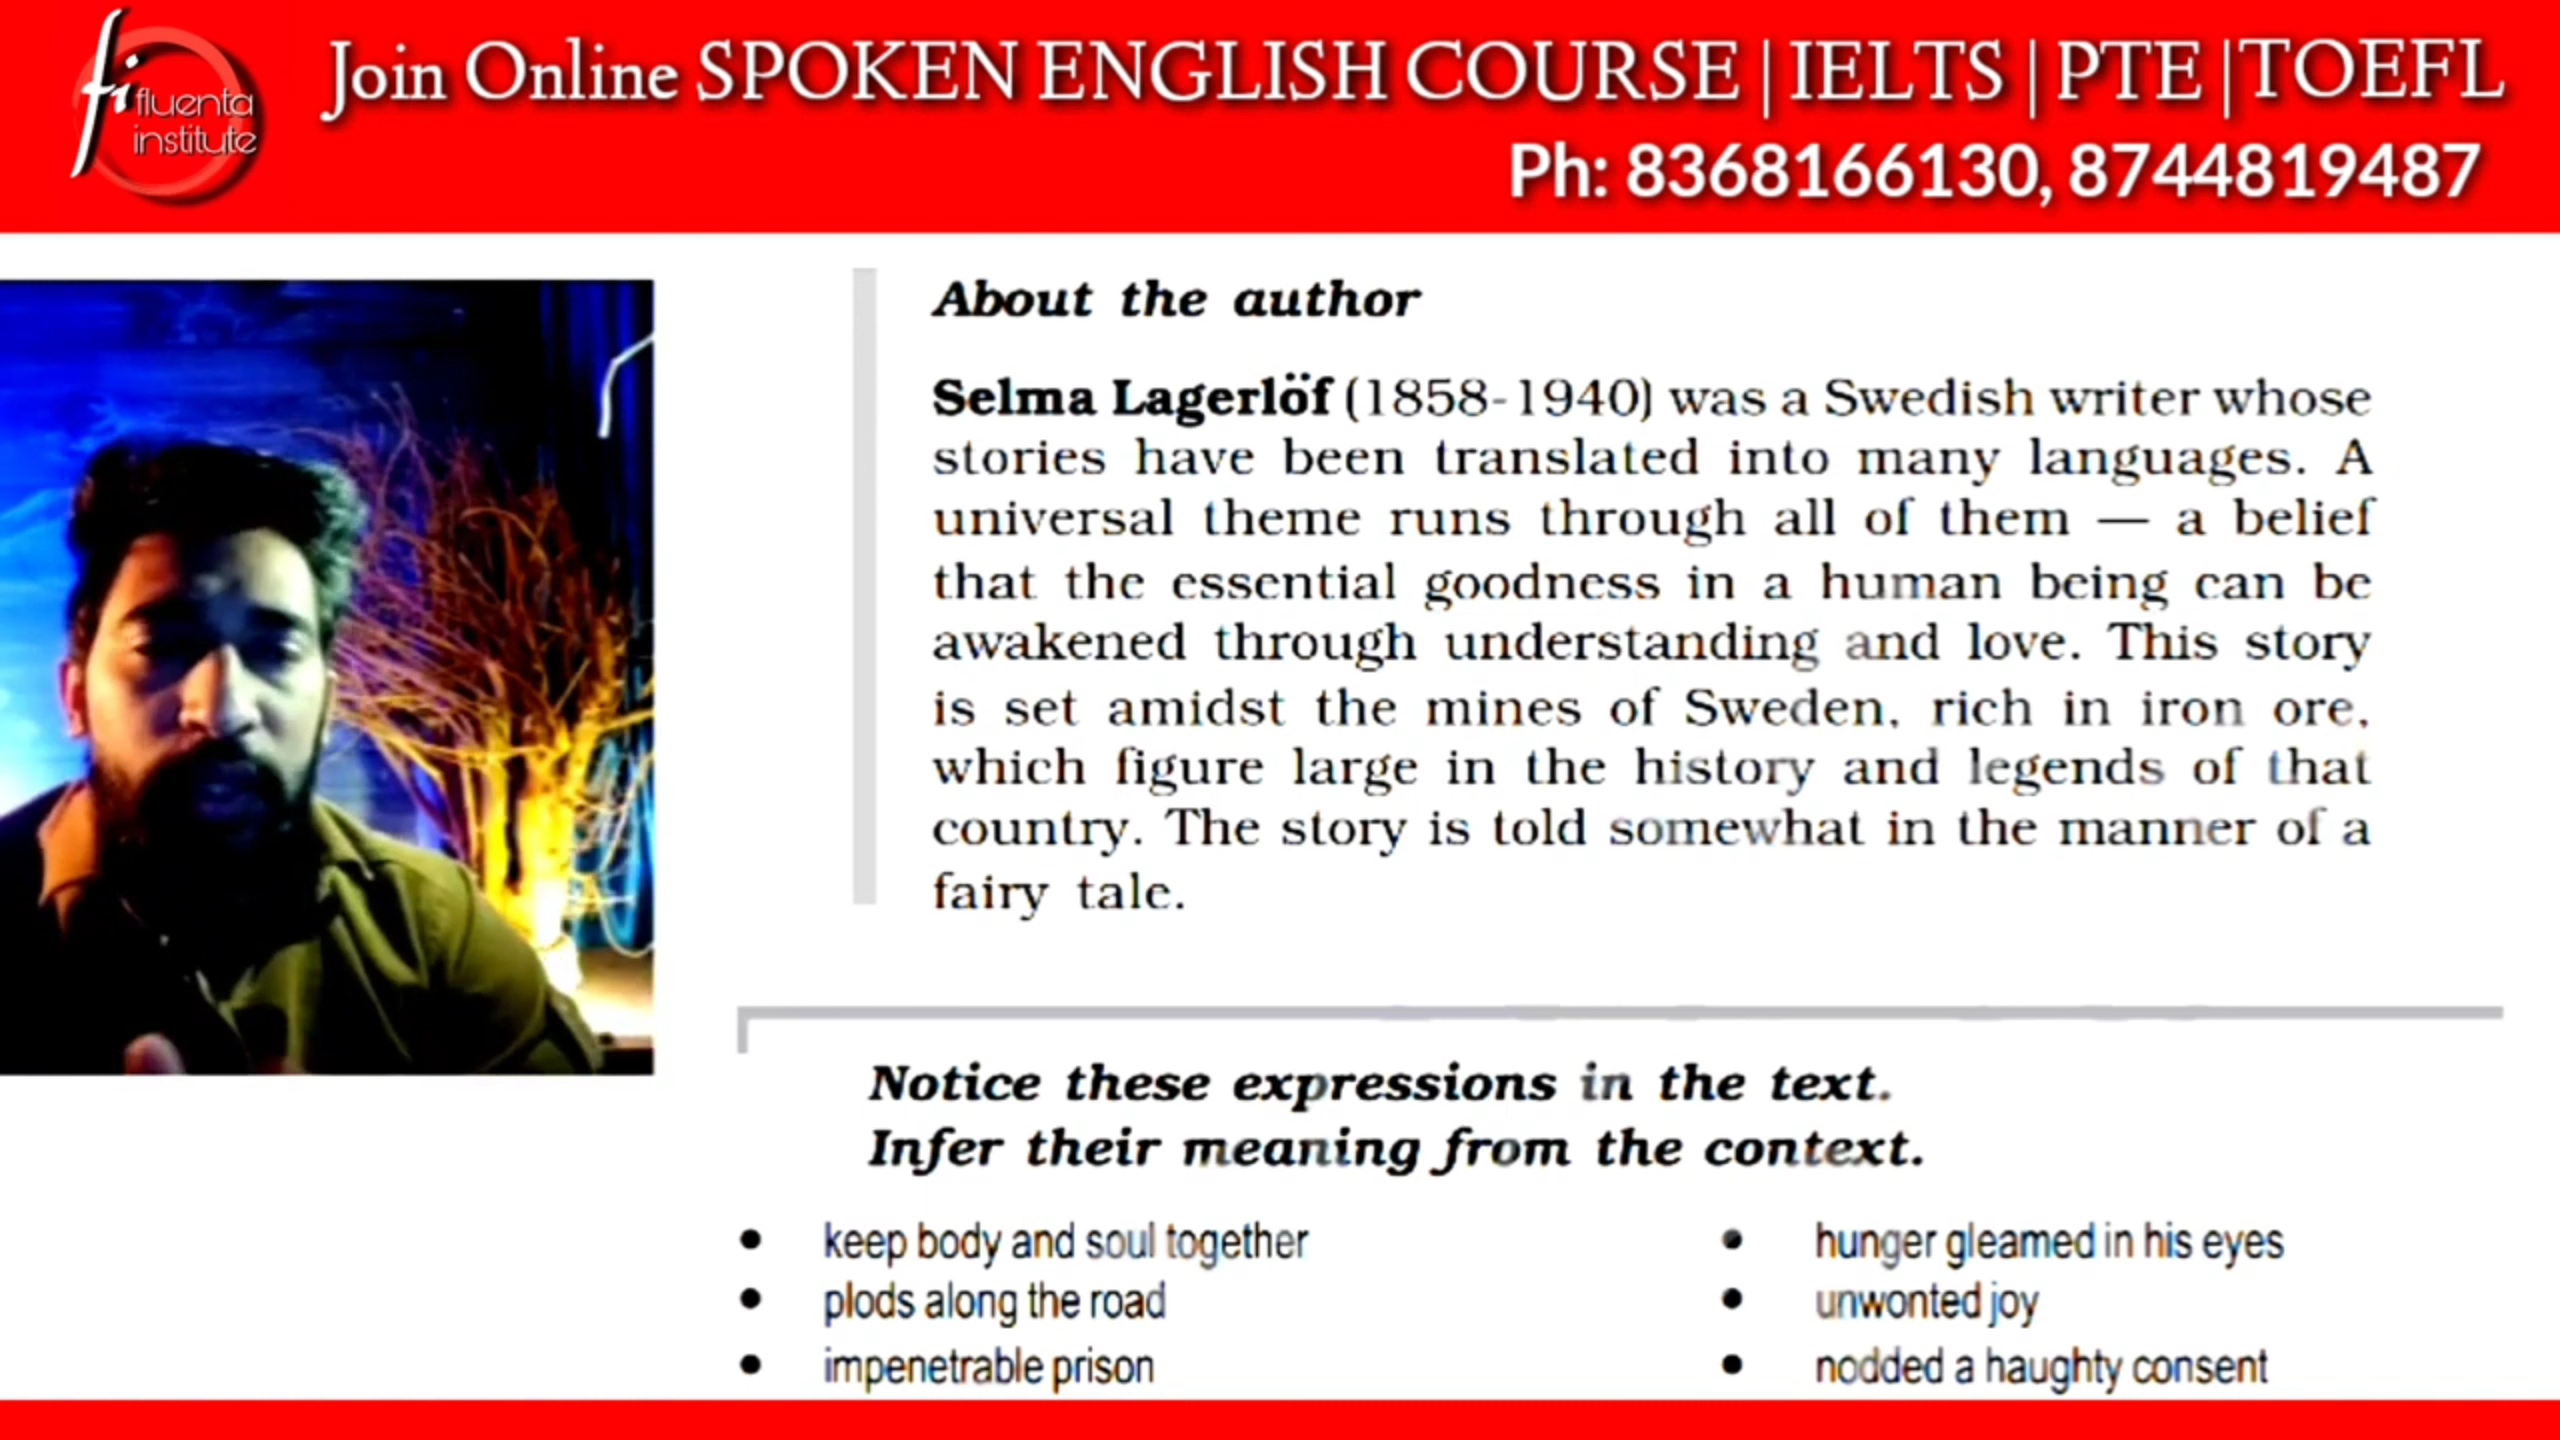 fi fluenta
institute
Join Online SPOKEN ENGLISH COURSE | IELTS | PTE |TOEFL
Ph: 8368166130, 8744819487
About the author
Selma Lagerlöf (1858-1940) was a Swedish writer whose
stories have been translated into many languages. A
universal theme runs through all of them — a belief
that the essential goodness in a human being can be
awakened through understanding and love. This story
is set amidst the mines of Sweden, rich in iron ore,
which figure large in the history and legends of that
country. The story is told somewhat in the manner of a
fairy tale.
Notice these expressions in the text.
Infer their meaning from the context.
• keep body and soul together
• plods along the road
• impenetrable prison
• hunger gleamed in his eyes
• unwonted joy
• nodded a haughty consent